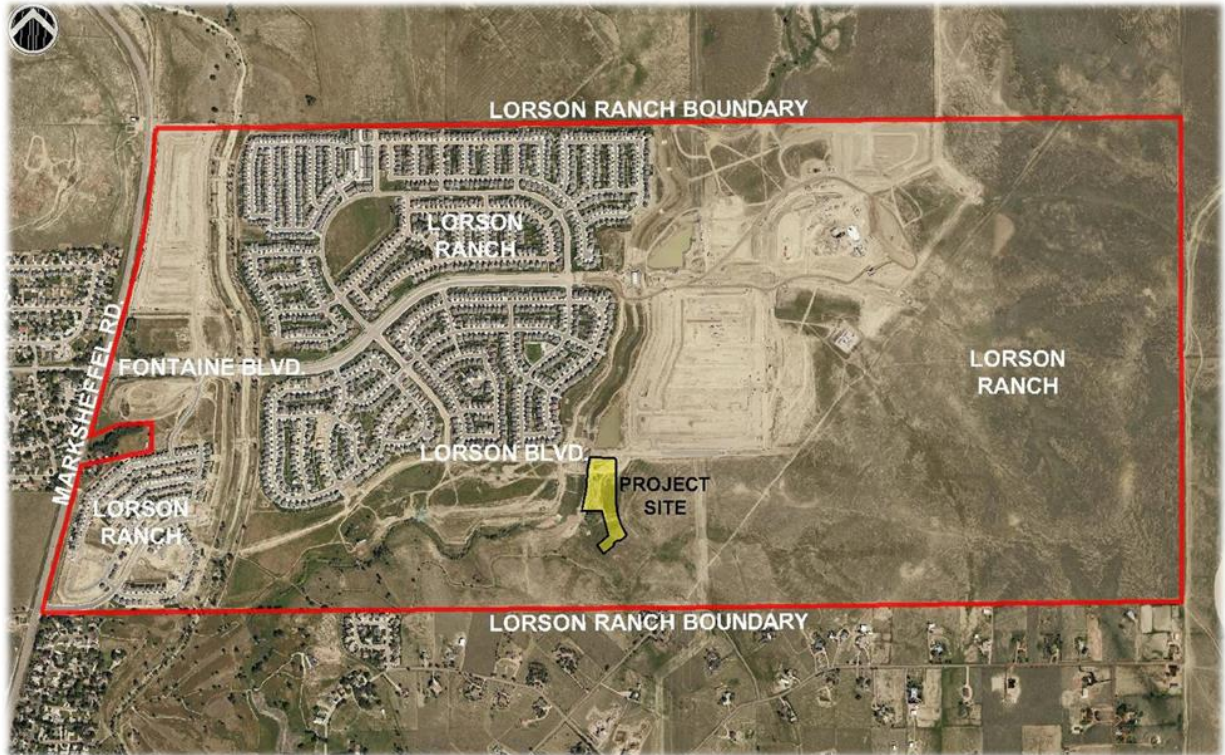 LORSON RANCH BOUNDARY
LORSON
RANCH
LORSON
RANCH
MARKSHEFFEL RD.
FONTAINE BLVD.
LORSON BLVD.
PROJECT
SITE
LORSON
RANCH
LORSON RANCH BOUNDARY